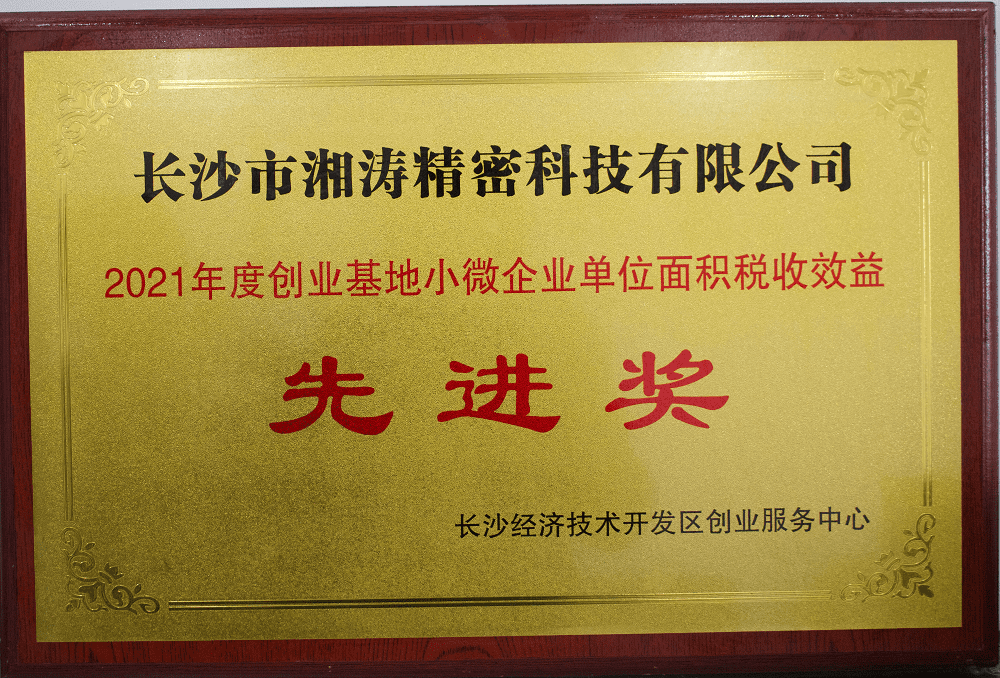 长沙市湘涛精密科技有限公司
2021年度创业基地小微企业单位面积税收效益
先进奖
长沙经济技术开发区创业服务中心